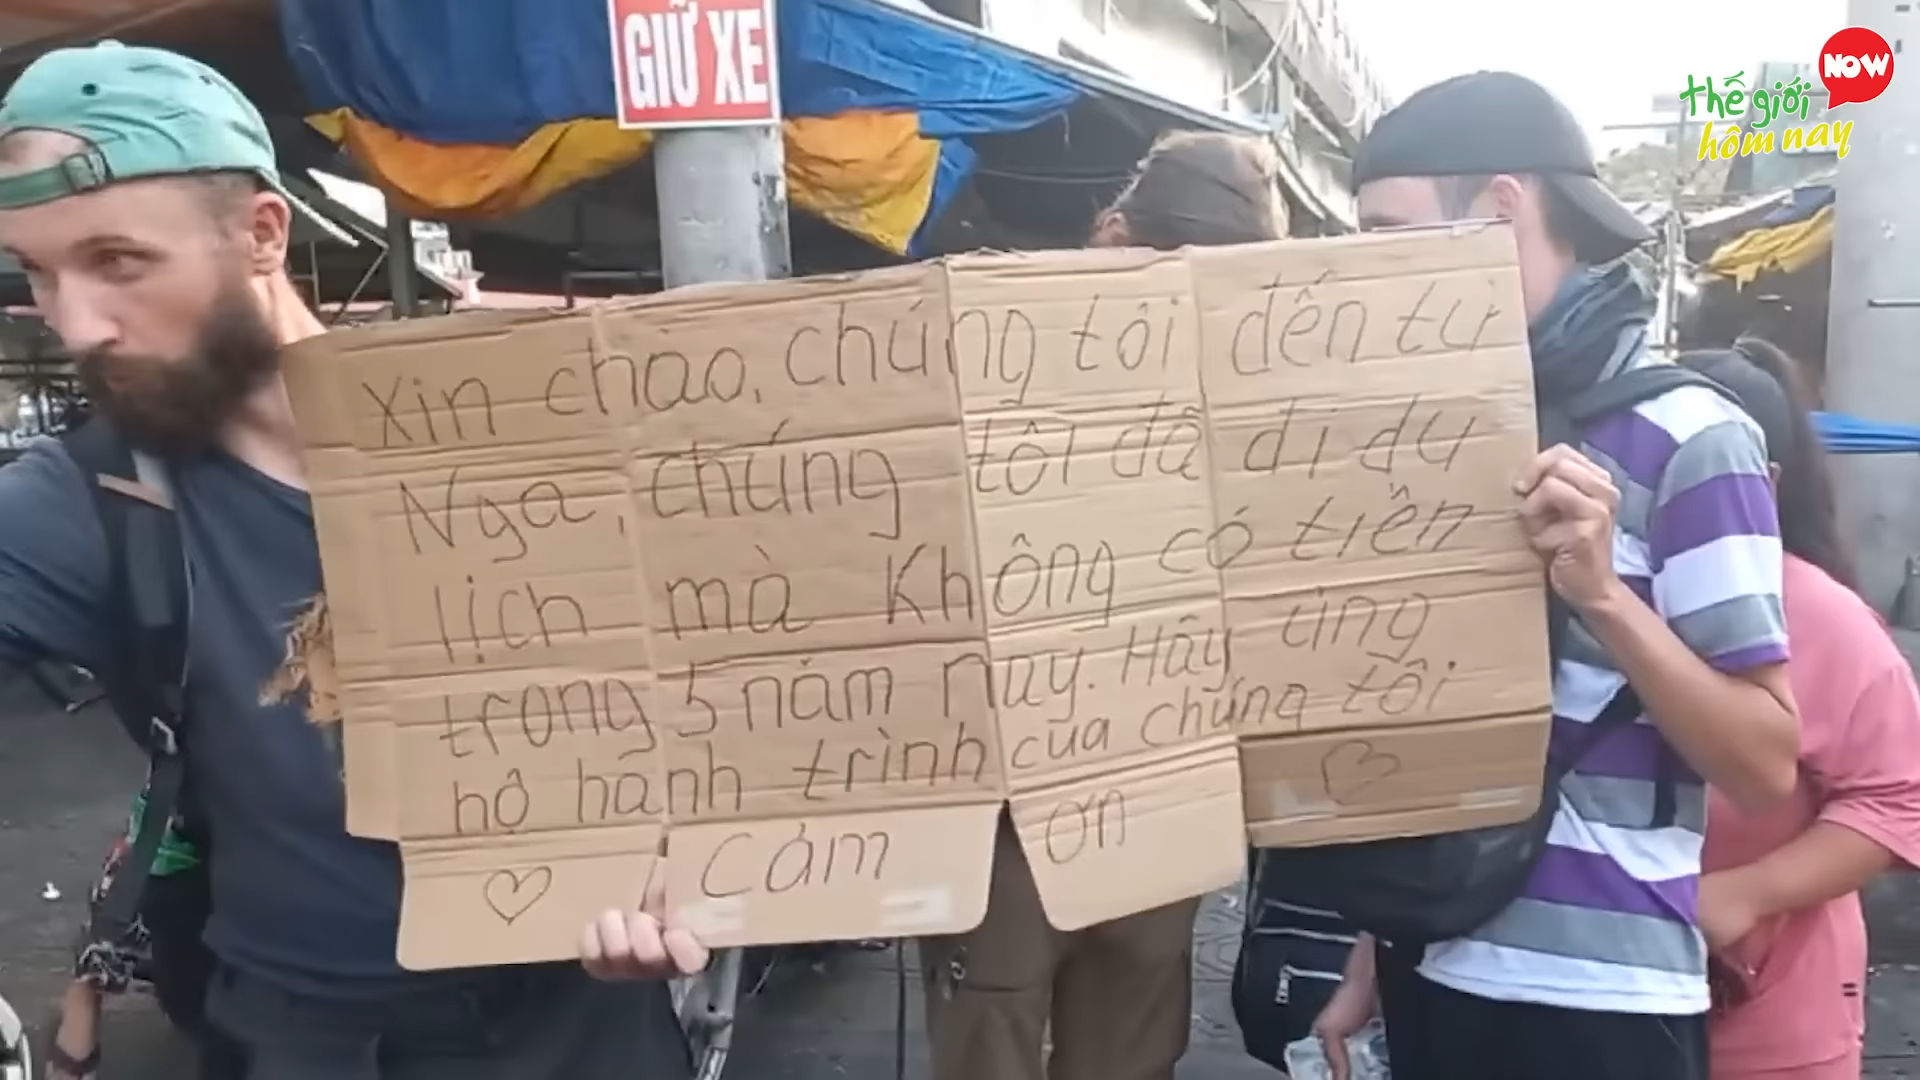 GIỮ XE
NOW
thế giới
hôm nay
Xin chào, chúng tôi đến từ
Nga, chúng tôi đã đi du
lịch mà không có tiền
trong 5 năm nay. Hãy ủng
hộ hành trình của chúng tôi
Cảm ơn